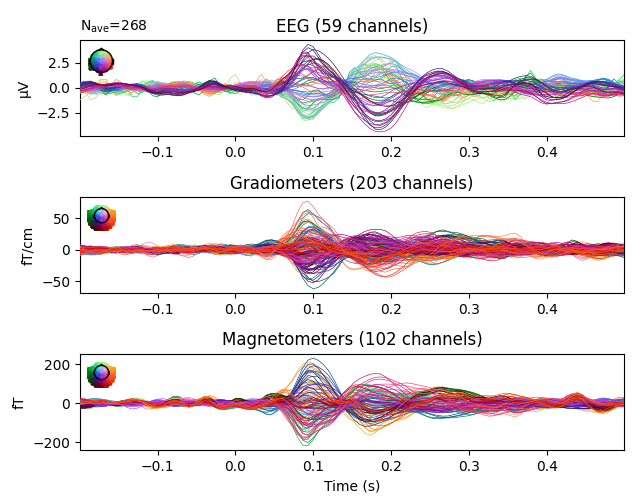 N_ave=268
EEG (59 channels)
µV
2.5
0.0
−2.5
−0.1 0.0 0.1 0.2 0.3 0.4
Gradiometers (203 channels)
fT/cm
50
0
−50
−0.1 0.0 0.1 0.2 0.3 0.4
Magnetometers (102 channels)
fT
200
0
−200
−0.1 0.0 0.1 0.2 0.3 0.4
Time (s)